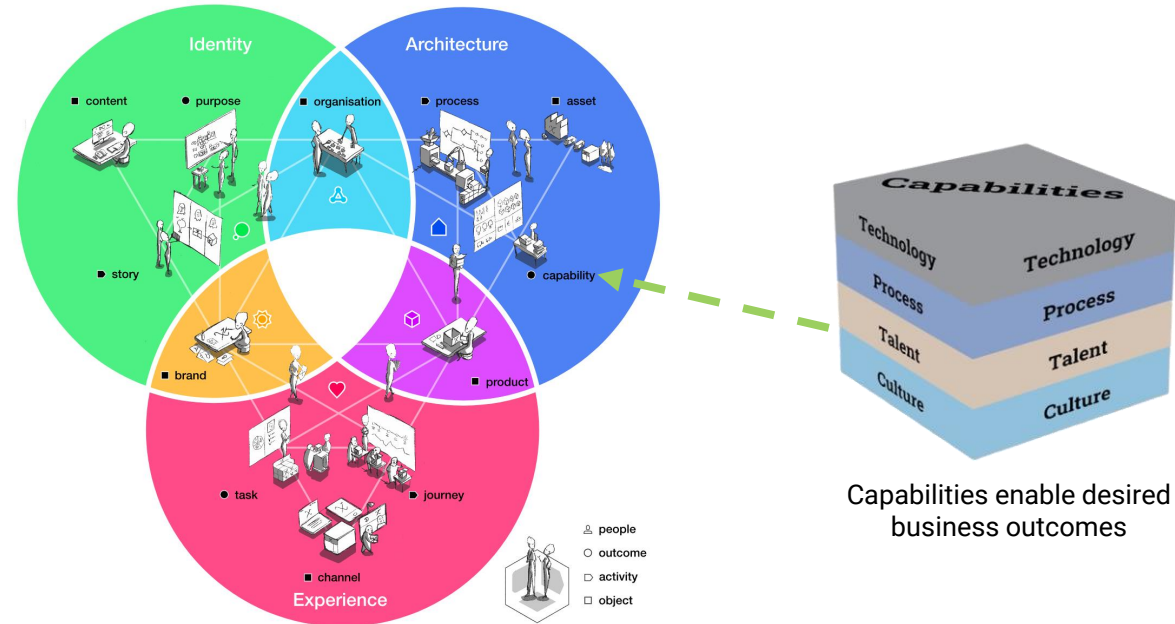 Identity
Architecture
content
purpose
organisation
process
asset
story
capability
brand
product
task
journey
channel
Experience
people
outcome
activity
object
Capabilities
Technology
Technology
Process
Process
Talent
Talent
Culture
Culture
Capabilities enable desired
business outcomes